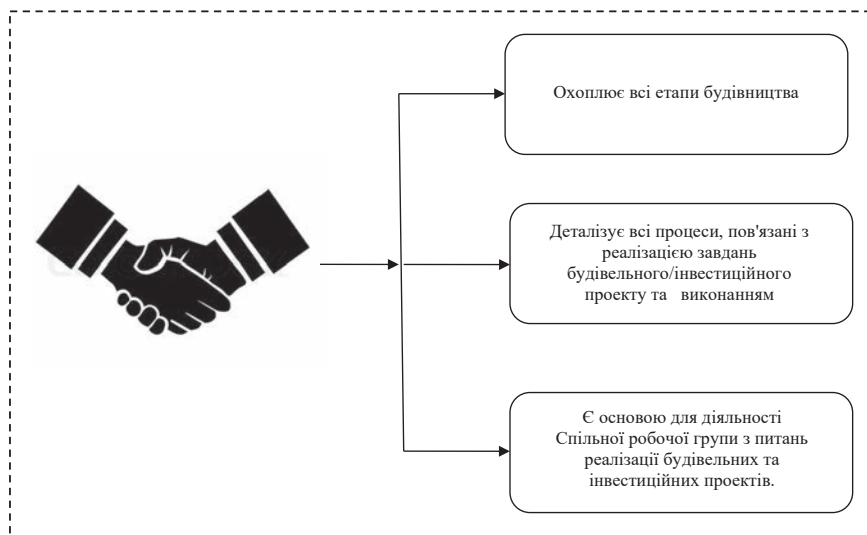 Охоплює всі етапи будівництва
Деталізує всі процеси, пов'язані з
реалізацією завдань
будівельного/інвестиційного
проекту та виконанням
Є основою для діяльності
Спільної робочої групи з питань
реалізації будівельних та
інвестиційних проектів.